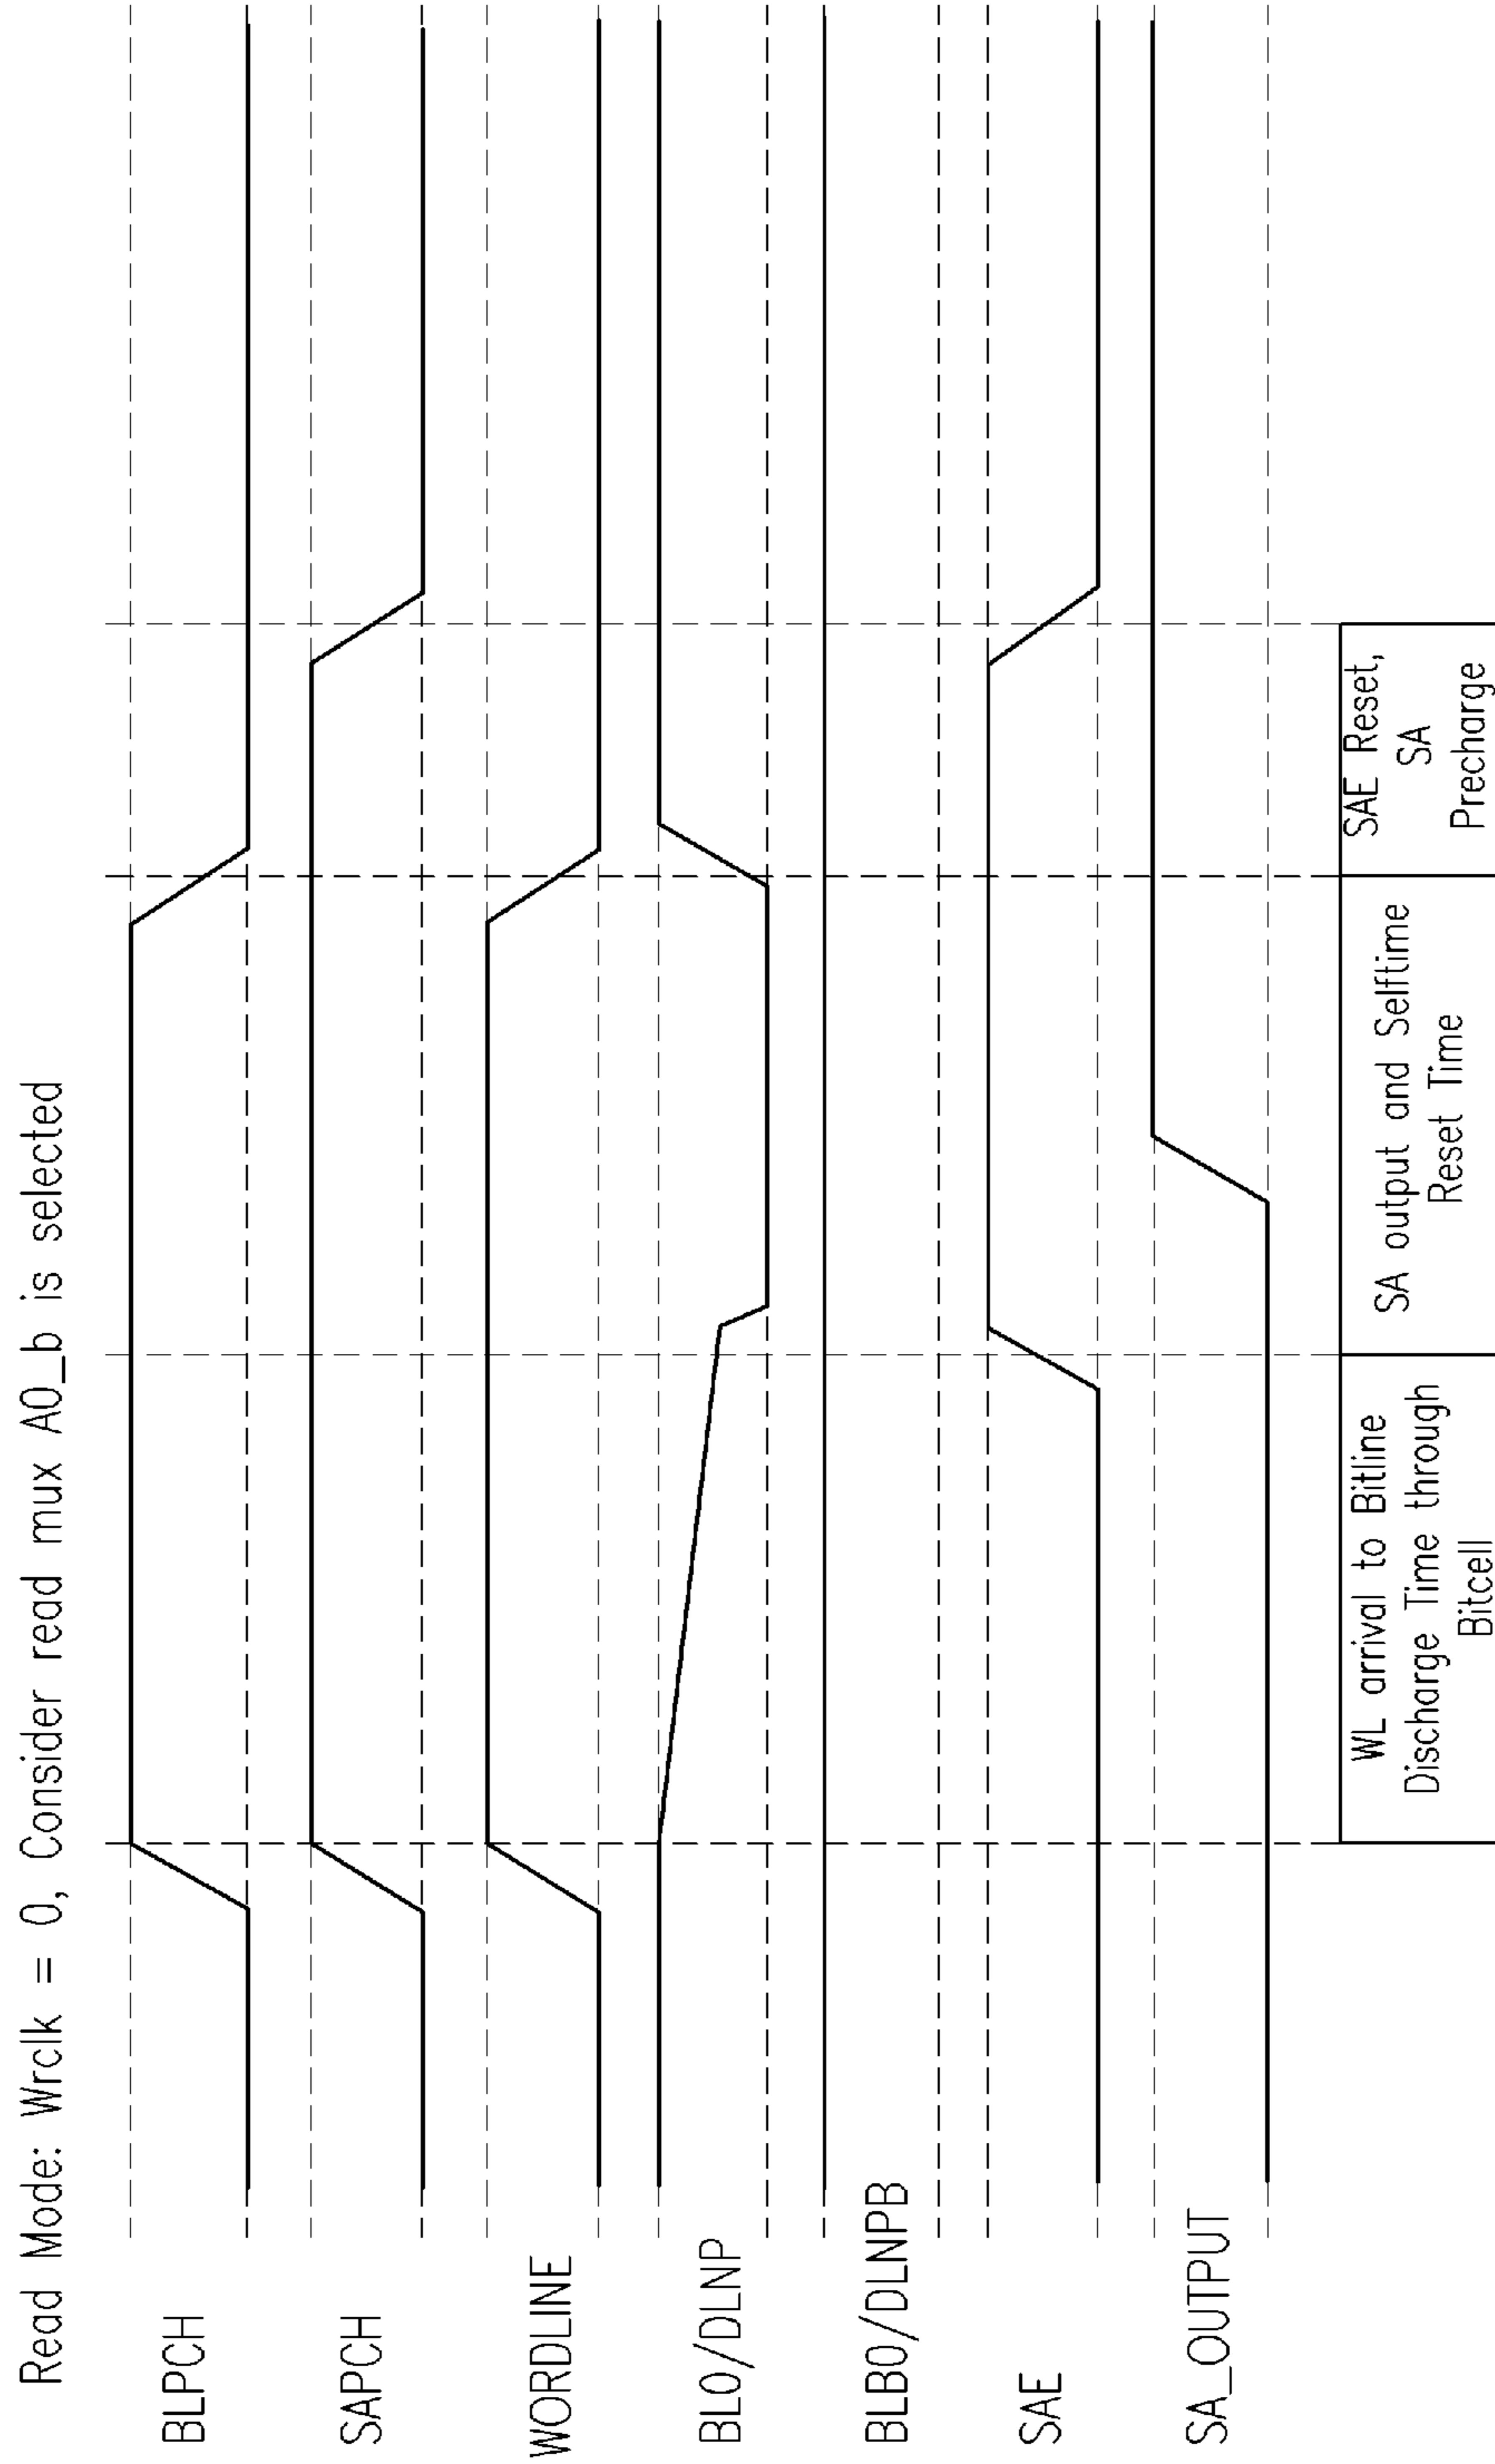 Read Mode: Wrclk = 0, Consider read mux A0_b is selected
BLPCH
SAPCH
WORDLINE
BL0/DLNP
BLB0/DLNPB
SAE
SA_OUTPUT
WL arrival to Bitline
Discharge Time through
Bitcell
SA output and Selftime
Reset Time
SAE Reset,
SA
Precharge